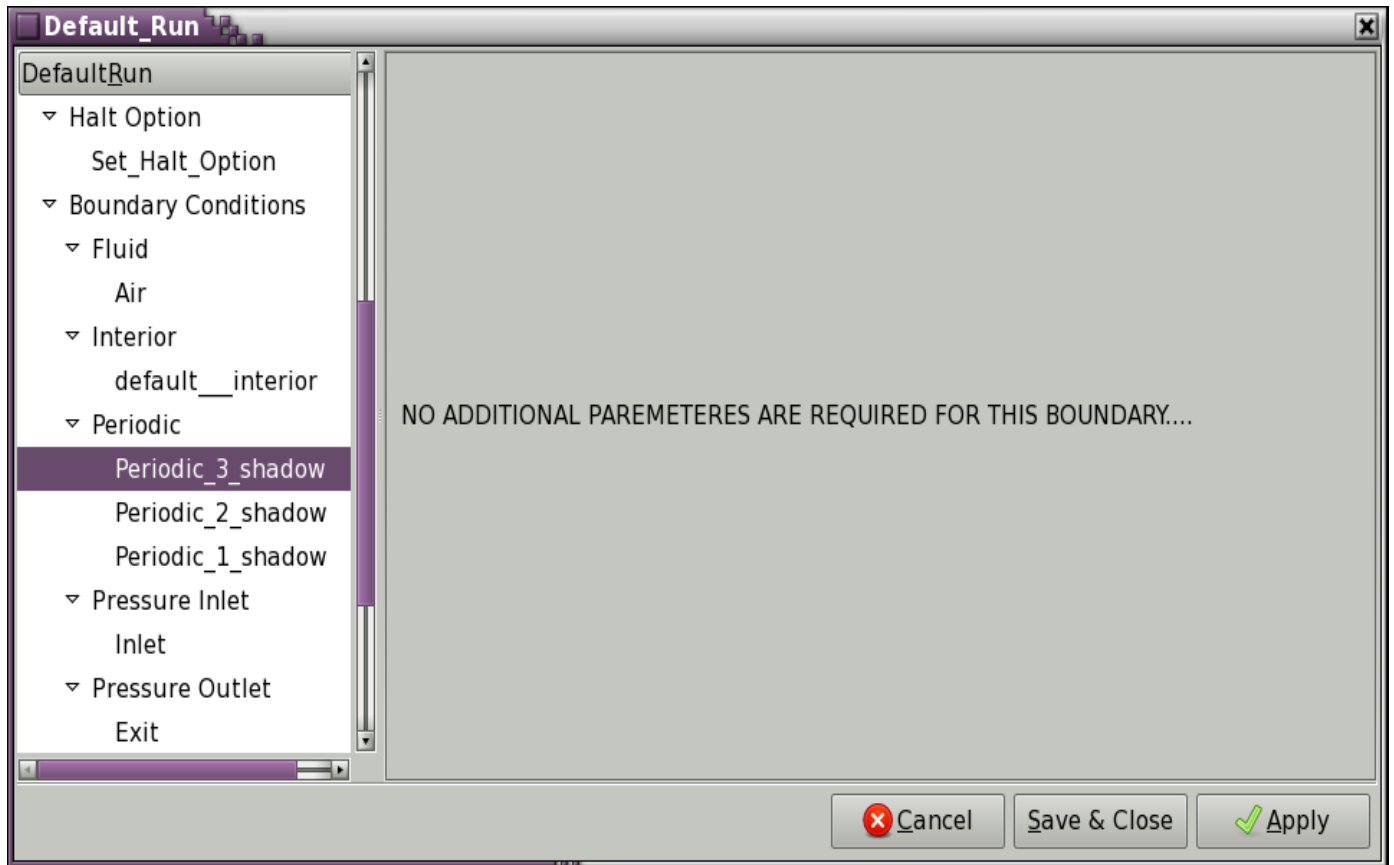 Default_Run
DefaultRun
Halt Option
Set_Halt_Option
Boundary Conditions
Fluid
Air
Interior
default___interior
Periodic
Periodic_3_shadow
Periodic_2_shadow
Periodic_1_shadow
Pressure Inlet
Inlet
Pressure Outlet
Exit
NO ADDITIONAL PAREMETERES ARE REQUIRED FOR THIS BOUNDARY....
Cancel
Save & Close
Apply